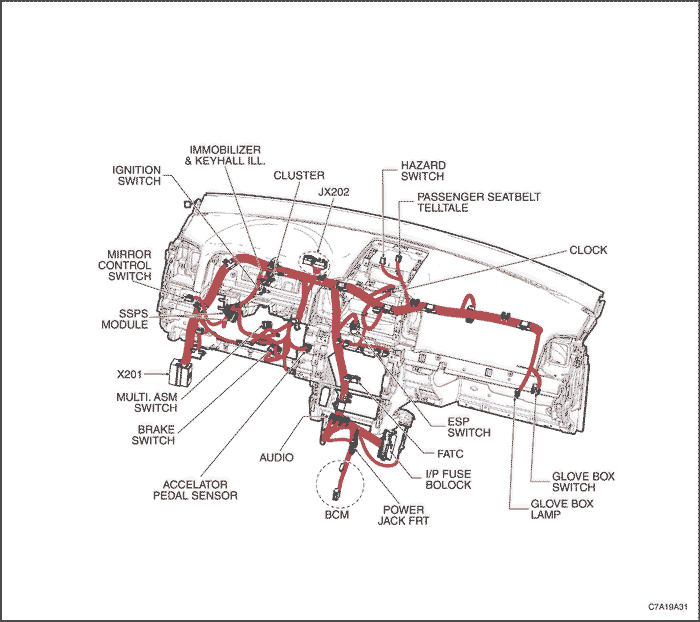 IMMOBILIZER
& KEYHALL ILL.
IGNITION
SWITCH
CLUSTER
JX202
HAZARD
SWITCH
PASSENGER SEATBELT
TELLTALE
CLOCK
MIRROR
CONTROL
SWITCH
SSPS
MODULE
X201
MULTI. ASM
SWITCH
BRAKE
SWITCH
AUDIO
ACCELATOR
PEDAL SENSOR
BCM
POWER
JACK FRT
ESP
SWITCH
FATC
I/P FUSE
BOLOCK
GLOVE BOX
SWITCH
GLOVE BOX
LAMP
C7A19A31